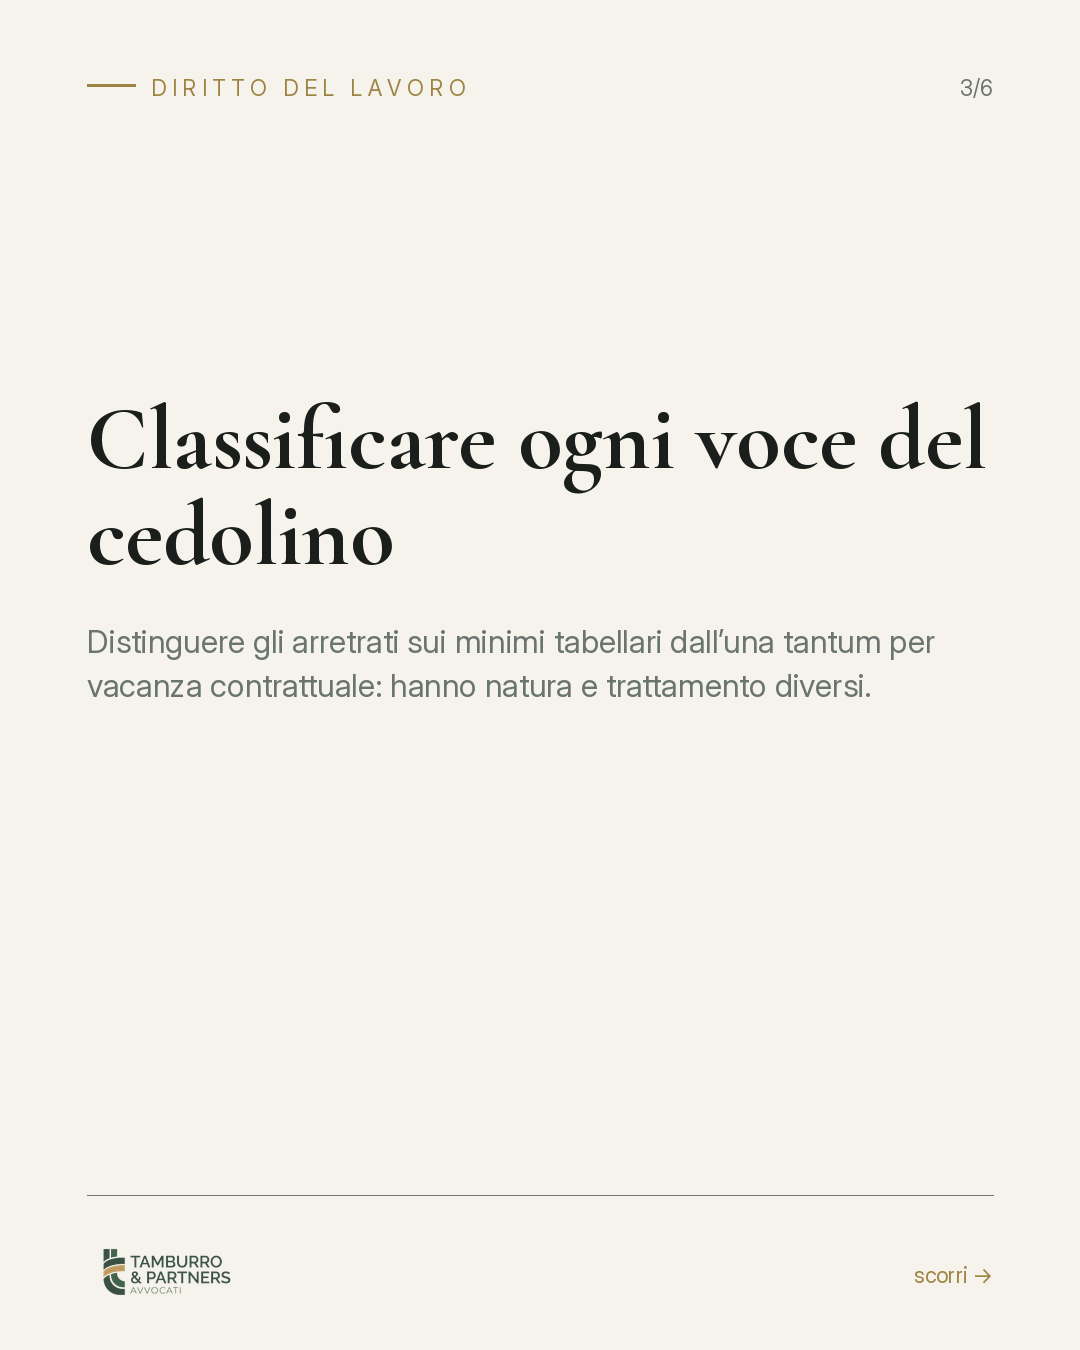 DIRITTO DEL LAVORO
3/6
Classificare ogni voce del
cedolino
Distinguere gli arretrati sui minimi tabellari dall’una tantum per
vacanza contrattuale: hanno natura e trattamento diversi.
TAMBURRO
& PARTNERS
AVVOCATI
scorri →